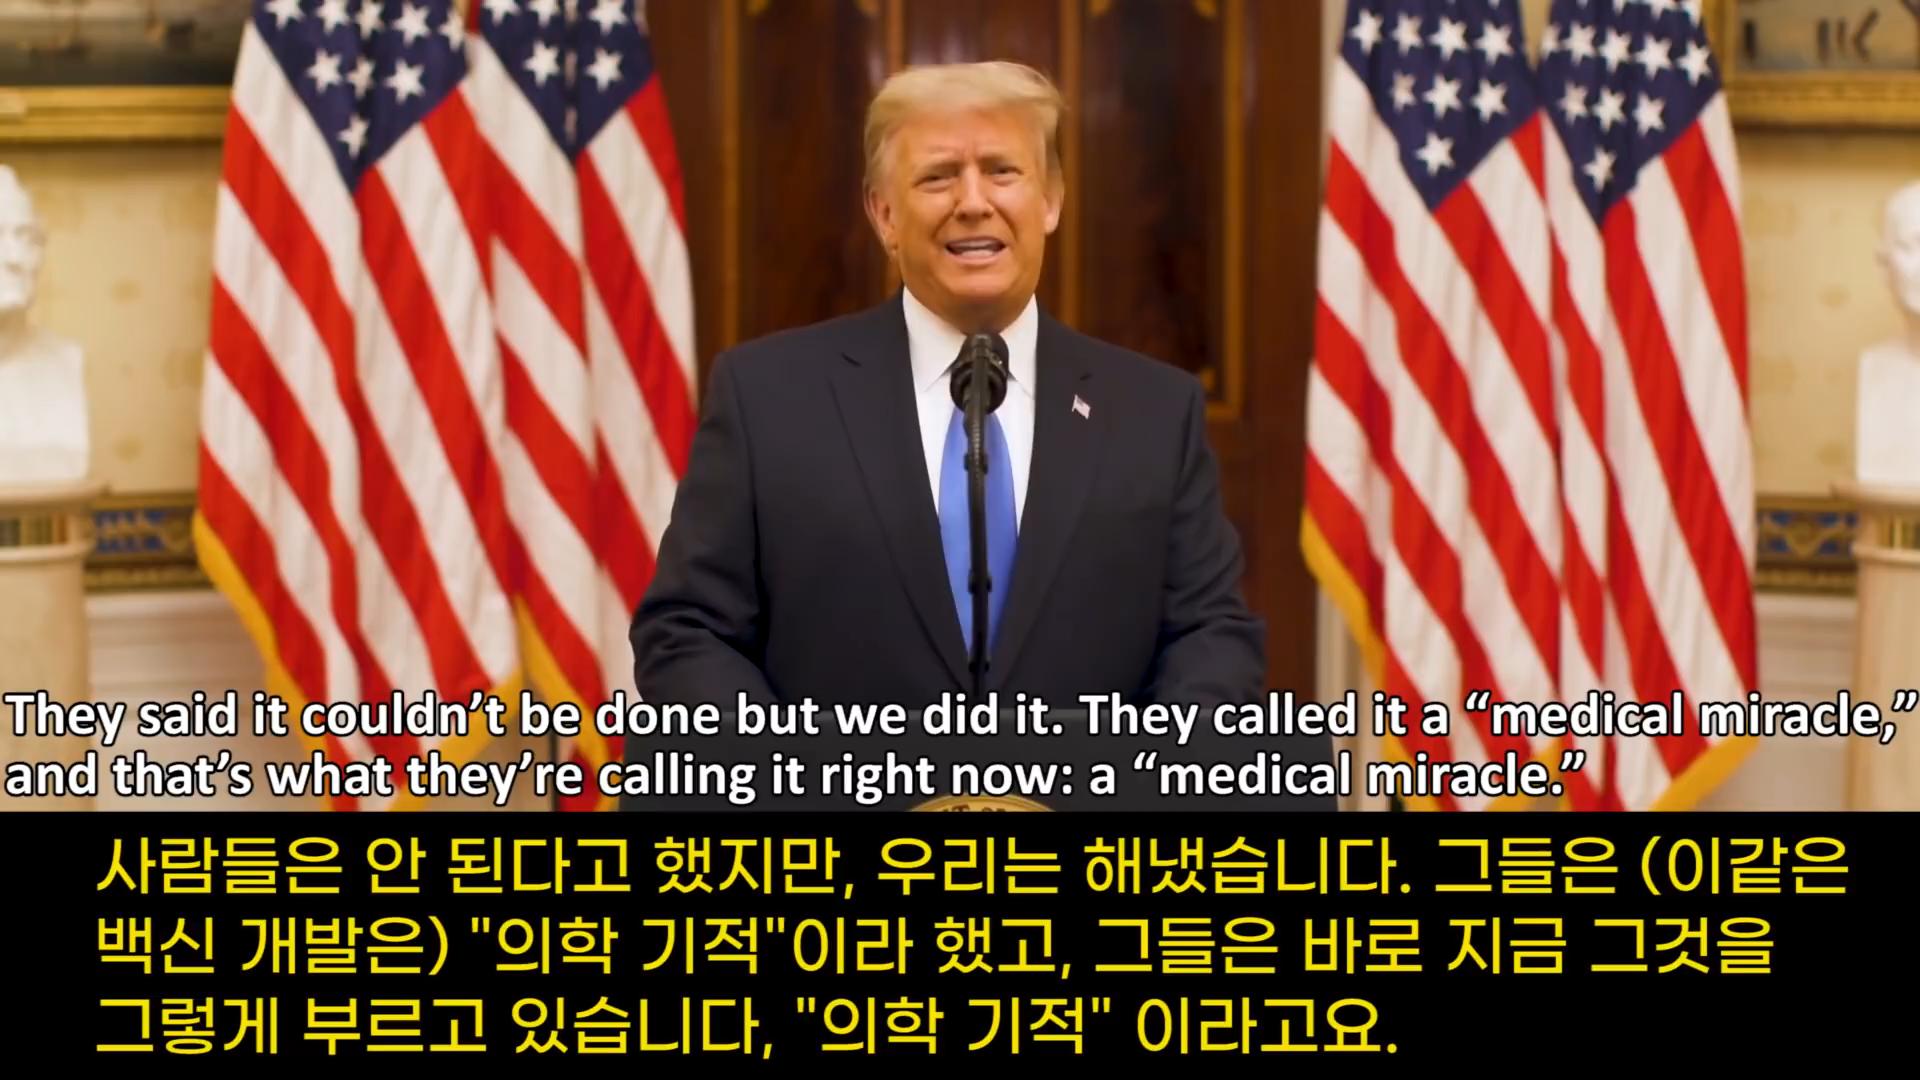 They said it couldn’t be done but we did it. They called it a “medical miracle,”
and that’s what they’re calling it right now: a “medical miracle.”
사람들은 안 된다고 했지만, 우리는 해냈습니다. 그들은 (이같은
백신 개발은) "의학 기적"이라 했고, 그들은 바로 지금 그것을
그렇게 부르고 있습니다, "의학 기적" 이라고요.